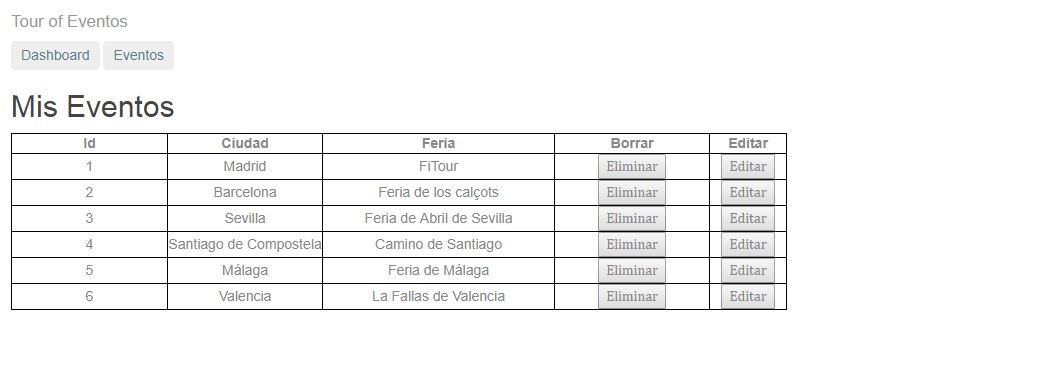 Tour of Eventos
Dashboard Eventos
Mis Eventos
Id Ciudad Feria Borrar Editar
1 Madrid FiTour Eliminar Editar
2 Barcelona Feria de los calçots Eliminar Editar
3 Sevilla Feria de Abril de Sevilla Eliminar Editar
4 Santiago de Compostela Camino de Santiago Eliminar Editar
5 Málaga Feria de Málaga Eliminar Editar
6 Valencia La Fallas de Valencia Eliminar Editar